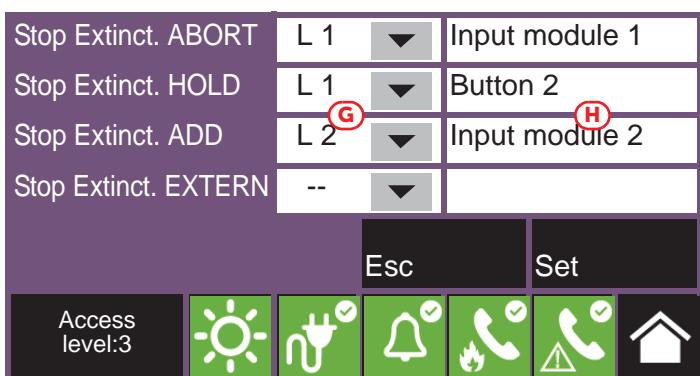 Stop Extinct. ABORT L 1 Input module 1
Stop Extinct. HOLD L 1 Button 2
G H
Stop Extinct. ADD L 2 Input module 2
Stop Extinct. EXTERN --
Esc Set
Access
level:3